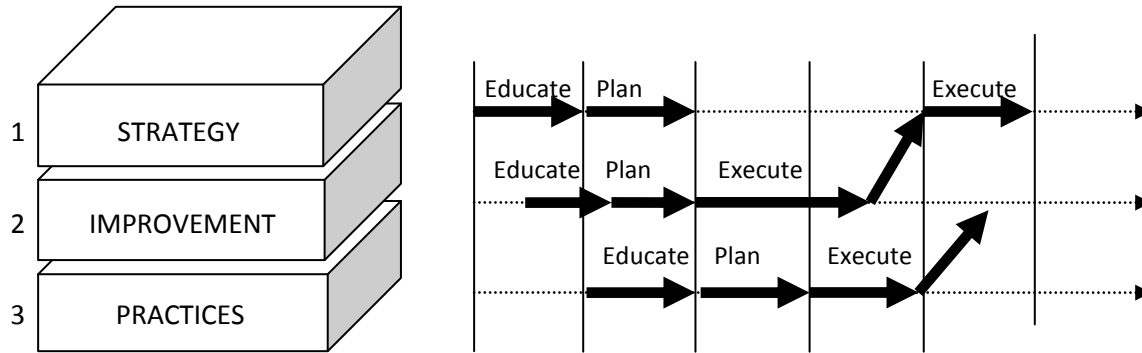 Educate Plan Execute
1 STRATEGY
Educate Plan Execute
2 IMPROVEMENT
Educate Plan Execute
3 PRACTICES